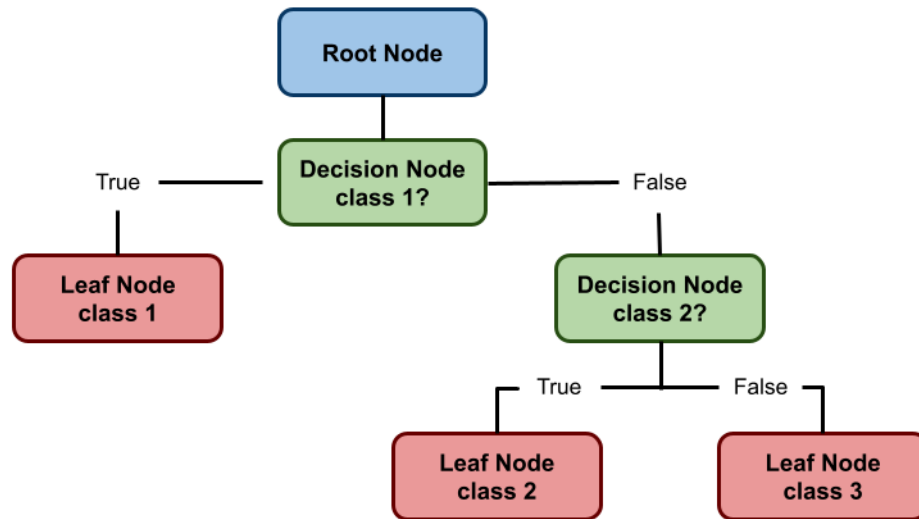 Root Node
Decision Node
class 1?
True
False
Leaf Node
class 1
Decision Node
class 2?
True
False
Leaf Node
class 2
Leaf Node
class 3